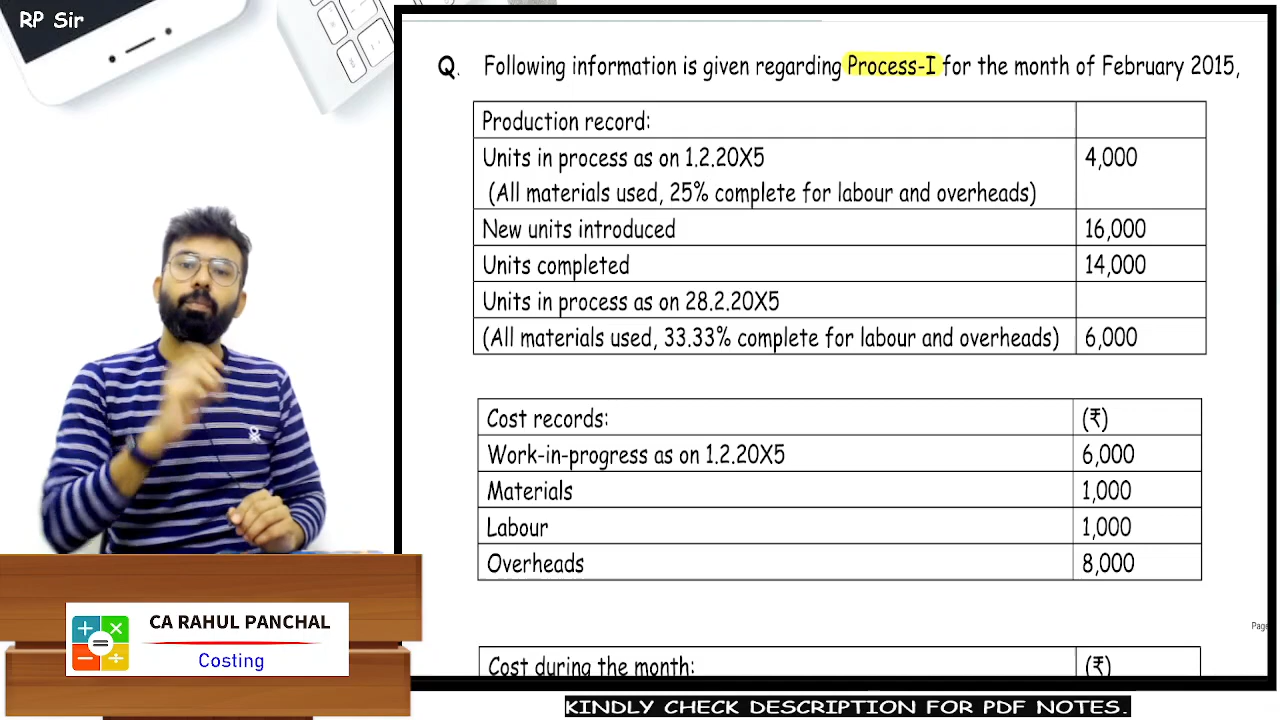 RP Sir
Q. Following information is given regarding Process-I for the month of February 2015,
Production record:
Units in process as on 1.2.20X5 4,000
(All materials used, 25% complete for labour and overheads)
New units introduced 16,000
Units completed 14,000
Units in process as on 28.2.20X5
(All materials used, 33.33% complete for labour and overheads) 6,000
Cost records: (₹)
Work-in-progress as on 1.2.20X5 6,000
Materials 1,000
Labour 1,000
Overheads 8,000
Page
Cost during the month: (₹)
CA RAHUL PANCHAL
Costing
KINDLY CHECK DESCRIPTION FOR PDF NOTES.